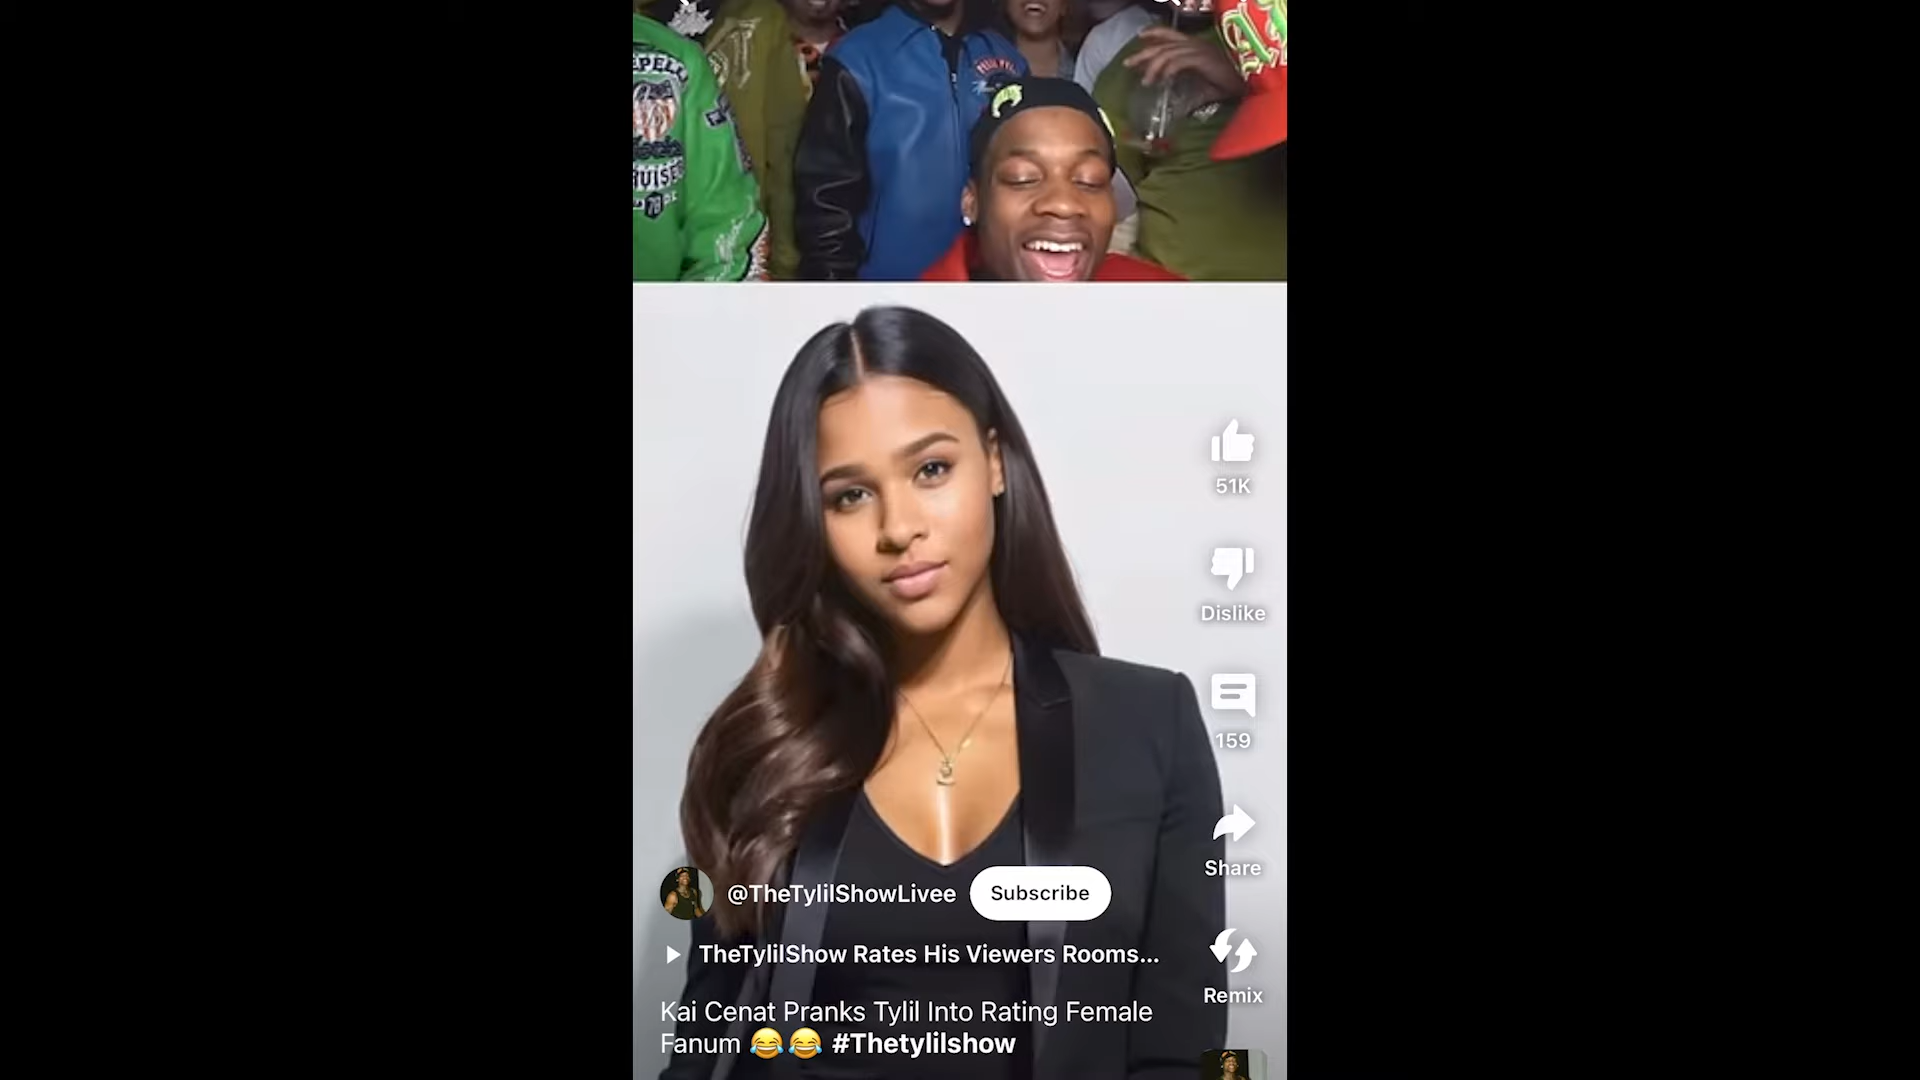 51K
Dislike
159
Share
@TheTylilShowLivee
Subscribe
TheTylilShow Rates His Viewers Rooms...
Remix
Kai Cenat Pranks Tylil Into Rating Female
Fanum 😂😂 #Thetylilshow